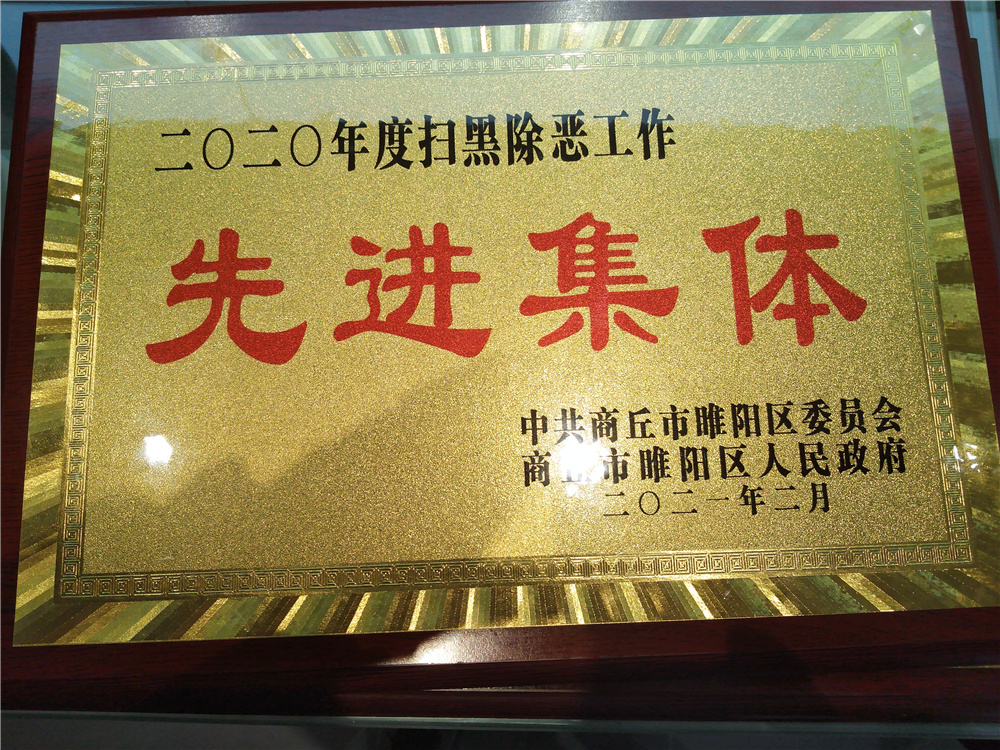 二〇二〇年度扫黑除恶工作
先进集体
中共商丘市睢阳区委员会
商丘市睢阳区人民政府
二〇二一年二月